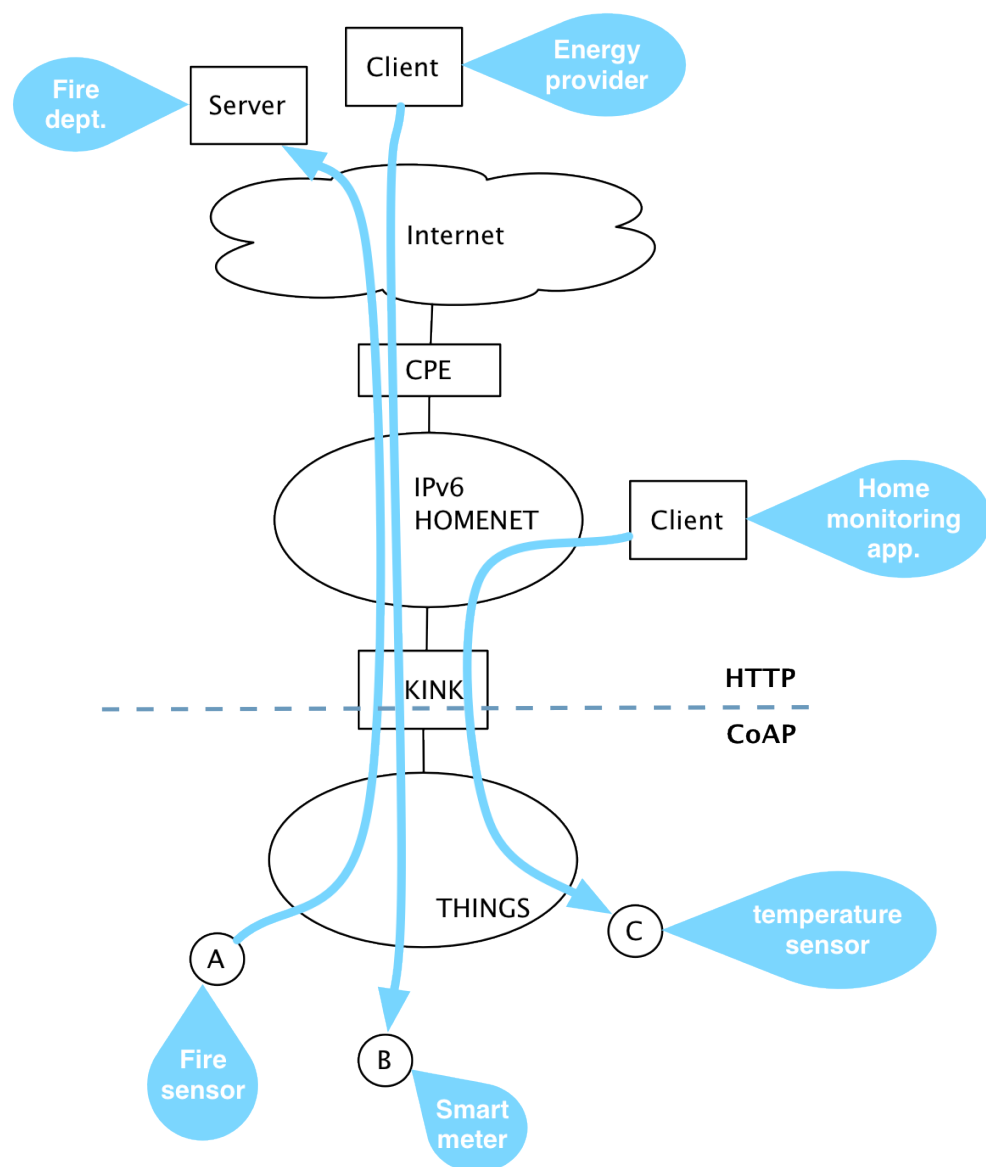 Energy
provider
Client
Fire
dept.
Server
Internet
CPE
IPv6
HOMENET
Client
Home
monitoring
app.
KINK
HTTP
CoAP
THINGS
A
C
temperature
sensor
Fire
sensor
B
Smart
meter